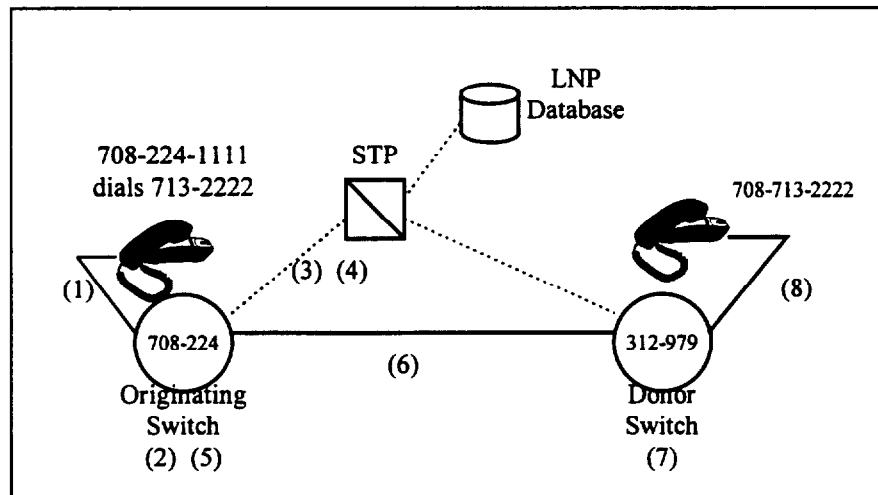 LNP
Database
STP
708-224-1111
dials 713-2222
708-713-2222
(3) (4)
(1)
(8)
708-224
312-979
(6)
Originating
Switch
(2) (5)
Donor
Switch
(7)